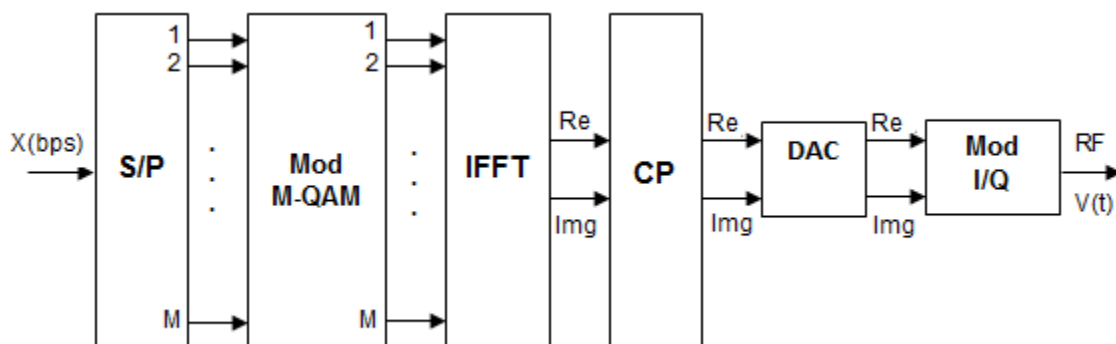 X(bps)
S/P
1
2
.
.
.
M
Mod
M-QAM
1
2
.
.
.
M
IFFT
Re
Img
CP
Re
Img
DAC
Re
Img
Mod
I/Q
RF
V(t)